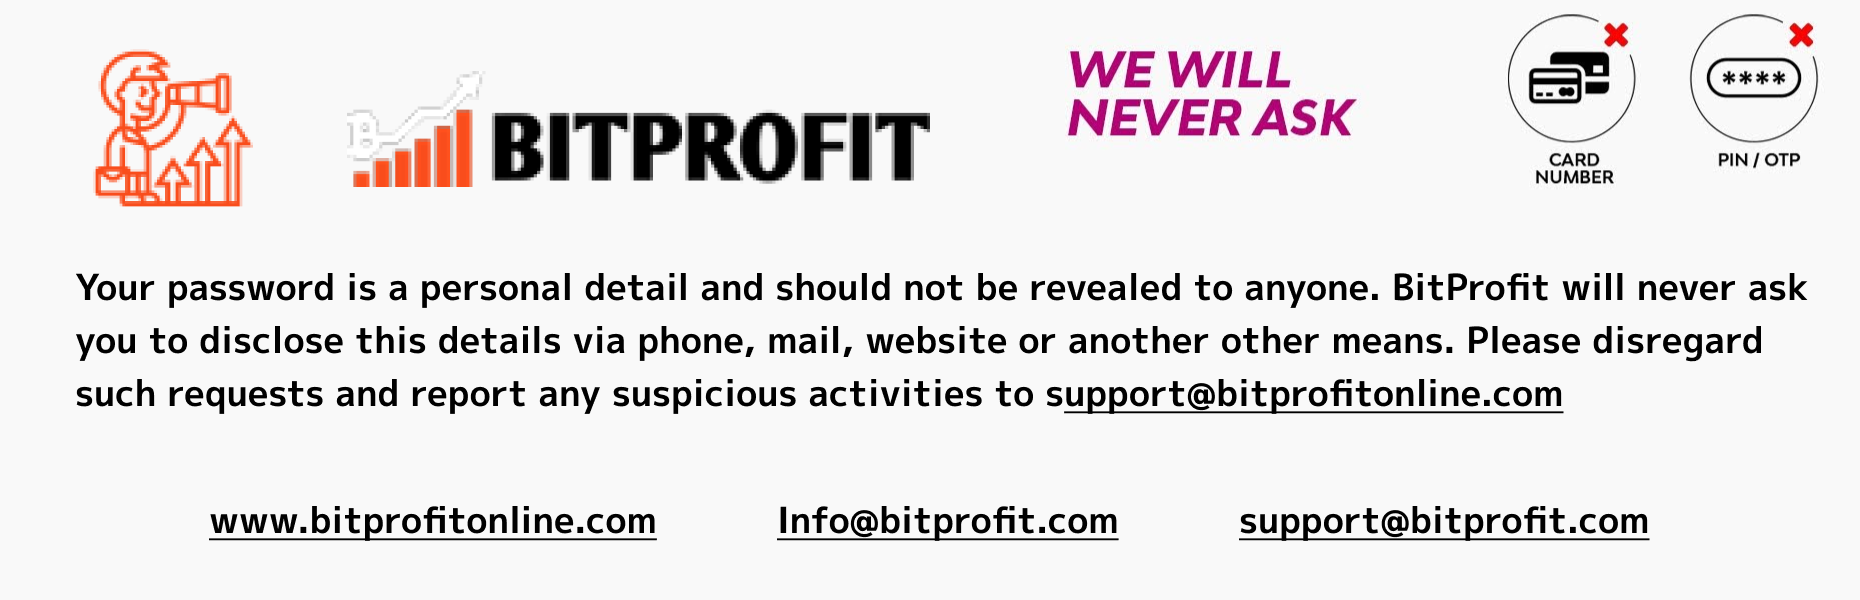 BITPROFIT
WE WILL
NEVER ASK
CARD
NUMBER
****
PIN / OTP
Your password is a personal detail and should not be revealed to anyone. BitProfit will never ask
you to disclose this details via phone, mail, website or another other means. Please disregard
such requests and report any suspicious activities to support@bitprofitonline.com
www.bitprofitonline.com
Info@bitprofit.com
support@bitprofit.com